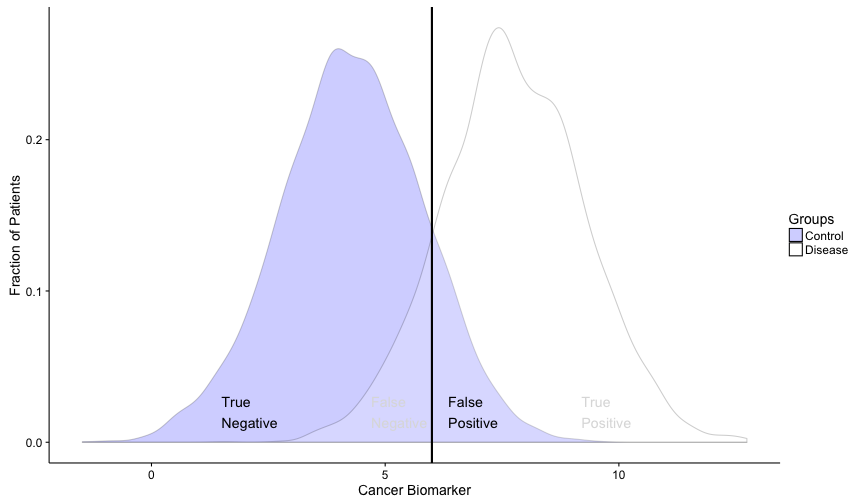 Fraction of Patients
0.2
0.1
0.0
True
Negative
False
Negative
False
Positive
True
Positive
0
5
10
Cancer Biomarker
Groups
Control
Disease